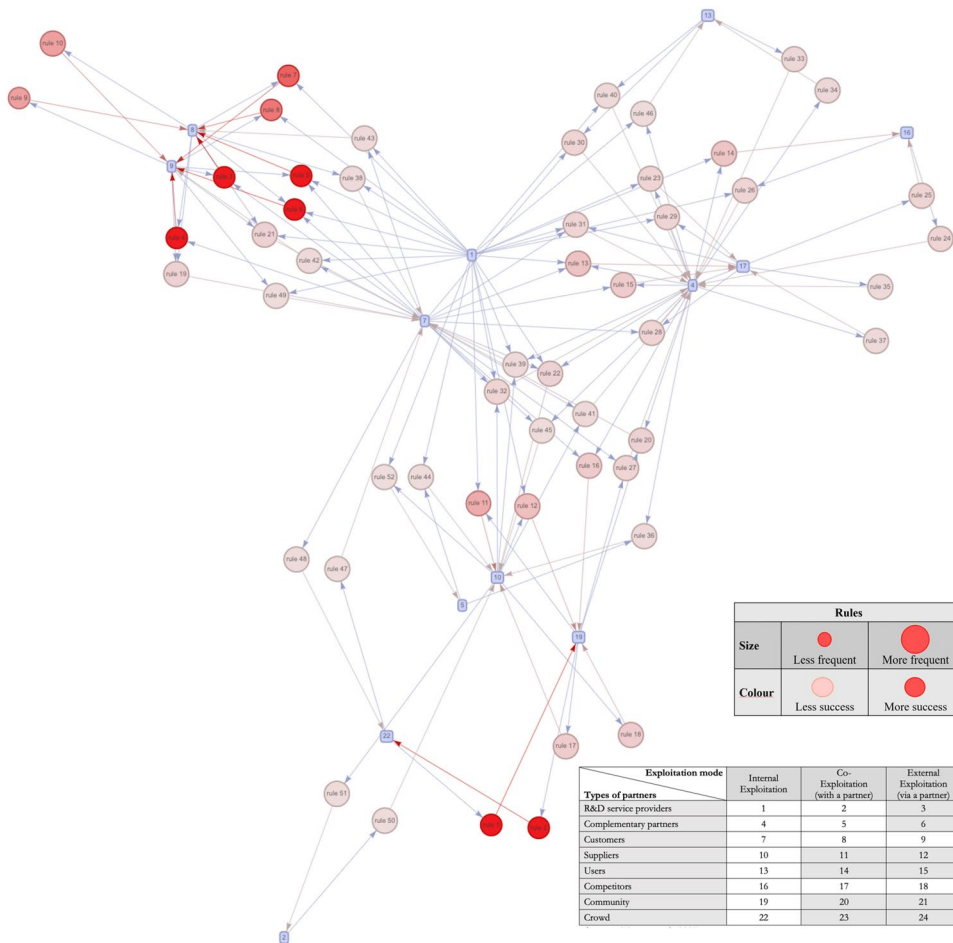 13
rule 10
rule 33
rule 7
rule 34
rule 9
rule 40
rule 46
8
rule 43
rule 30
16
rule 14
9
rule 38
rule 23
rule 26
rule 25
rule 29
rule 31
rule 21
rule 24
1
rule 42
rule 13
17
rule 19
rule 15
4
rule 35
rule 49
7
rule 28
rule 37
rule 39
rule 22
rule 32
rule 41
rule 45
rule 20
rule 16
rule 27
rule 52
rule 44
rule 11
rule 12
rule 36
rule 48
rule 47
10
19
22
rule 18
rule 17
rule 51
rule 50
Rules
Size
Less frequent More frequent
Colour
Less success More success
Exploitation mode
Types of partners
Internal
Exploitation
Co-
Exploitation
(with a partner)
External
Exploitation
(via a partner)
R&D service providers 1 2 3
Complementary partners 4 5 6
Customers 7 8 9
Suppliers 10 11 12
Users 13 14 15
Competitors 16 17 18
Community 19 20 21
Crowd 22 23 24
2